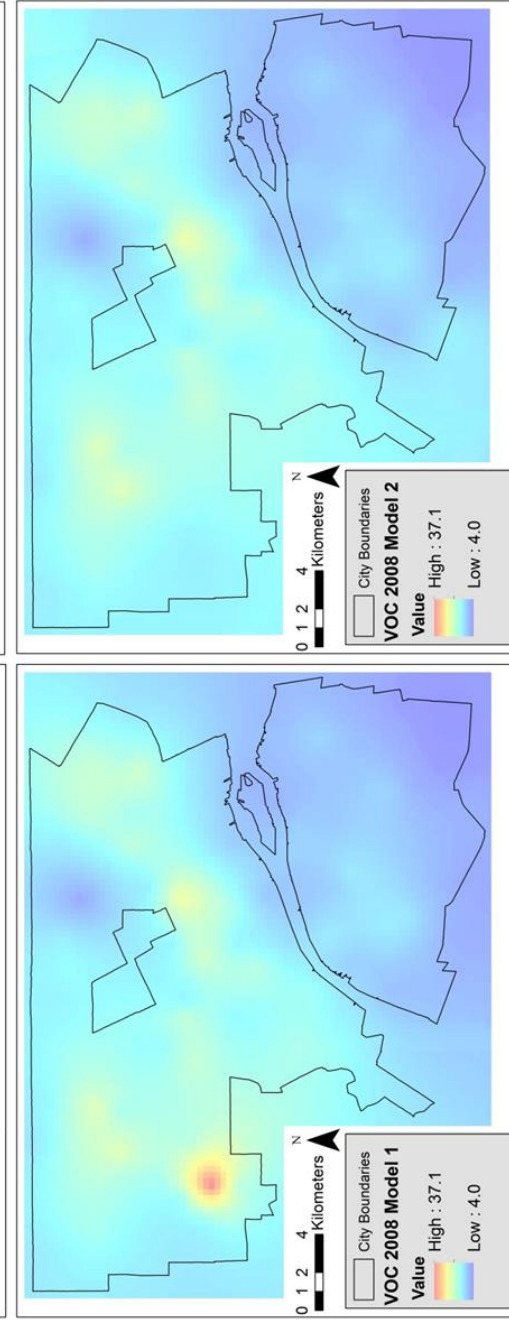 N
0 1 2 4
Kilometers
City Boundaries
VOC 2008 Model 1
Value
High : 37.1
Low : 4.0
N
0 1 2 4
Kilometers
City Boundaries
VOC 2008 Model 2
Value
High : 37.1
Low : 4.0